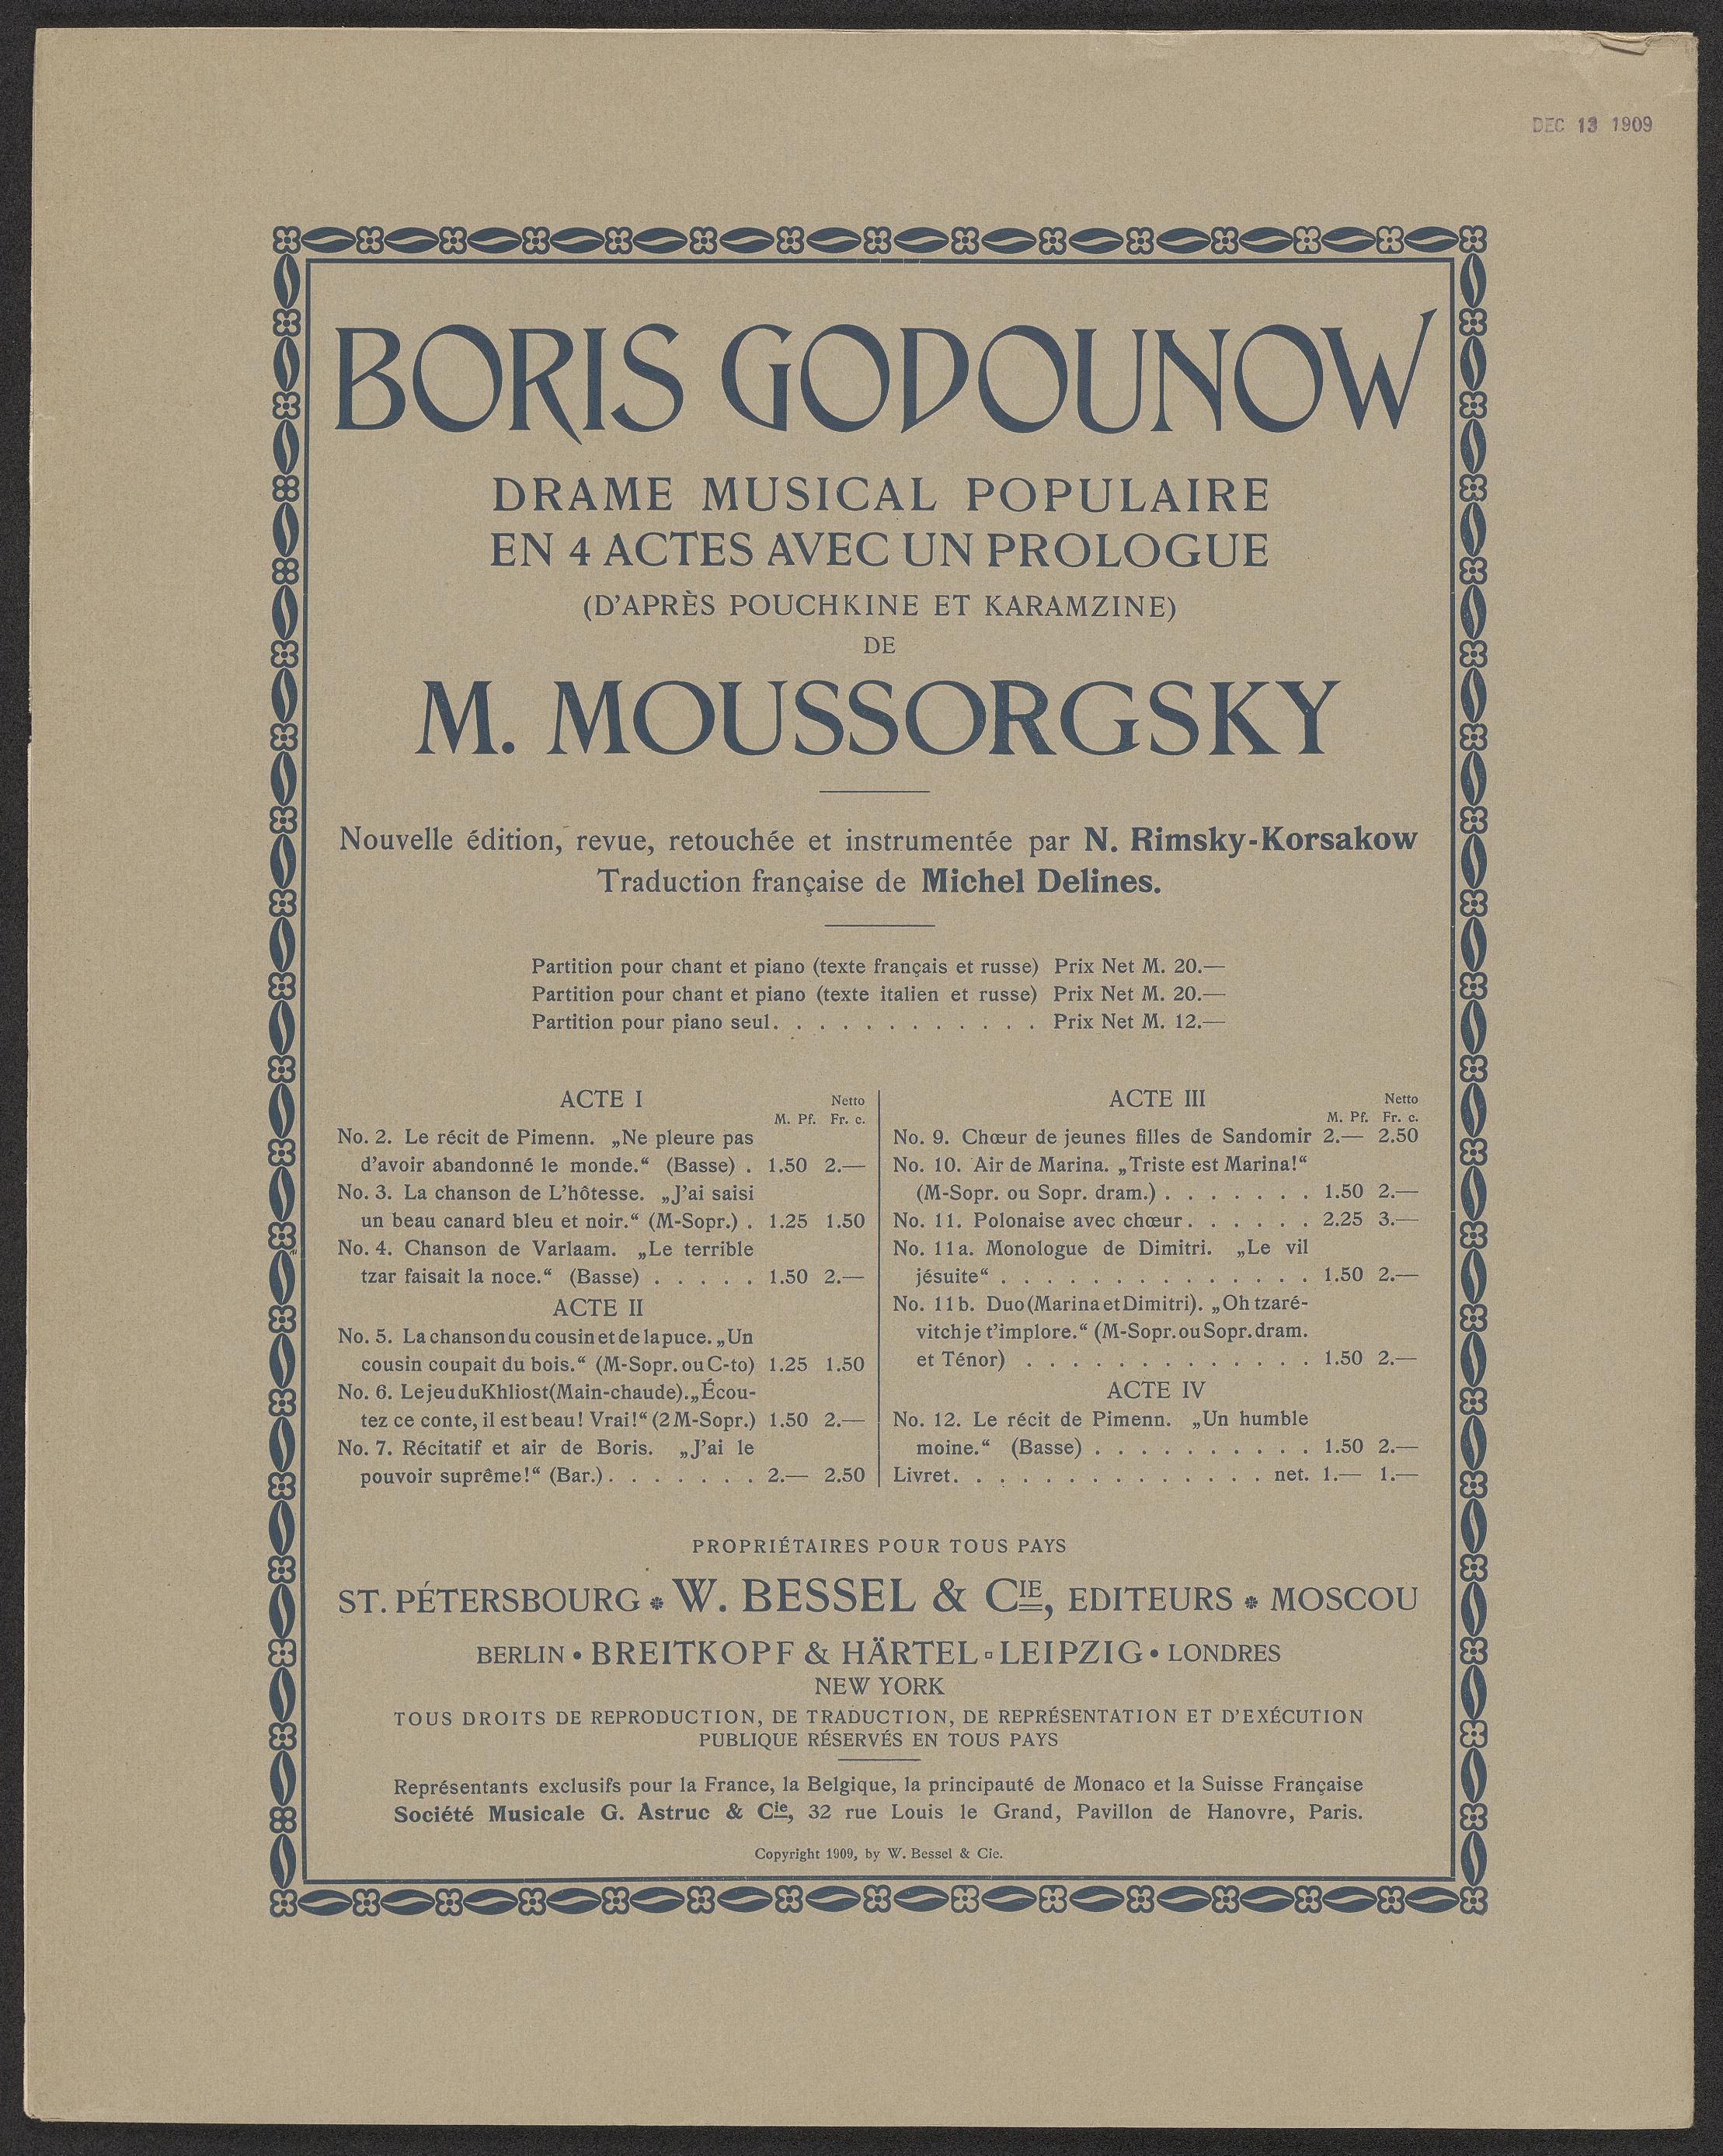 DEC 13 1909
BORIS GODOUNOW
DRAME MUSICAL POPULAIRE
EN 4 ACTES AVEC UN PROLOGUE
(D'APRÈS POUCHKINE ET KARAMZINE)
DE
M. MOUSSORGSKY
Nouvelle édition, revue, retouchée et instrumentée par N. Rimsky-Korsakow
Traduction française de Michel Delines.
Partition pour chant et piano (texte français et russe) Prix Net M. 20.—
Partition pour chant et piano (texte italien et russe) Prix Net M. 20.—
Partition pour piano seul. . . . . . . . . . . . Prix Net M. 12.—
ACTE I Netto
M. Pf. Fr. c.
No. 2. Le récit de Pimenn. „Ne pleure pas
d'avoir abandonné le monde.“ (Basse) . 1.50 2.—
No. 3. La chanson de L'hôtesse. „J'ai saisi
un beau canard bleu et noir.“ (M-Sopr.) . 1.25 1.50
No. 4. Chanson de Varlaam. „Le terrible
tzar faisait la noce.“ (Basse) . . . . . 1.50 2.—
ACTE II
No. 5. La chanson du cousin et de la puce. „Un
cousin coupait du bois.“ (M-Sopr. ou C-to) 1.25 1.50
No. 6. Le jeu du Khliost (Main-chaude). „Écou-
tez ce conte, il est beau! Vrai!“ (2 M-Sopr.) 1.50 2.—
No. 7. Récitatif et air de Boris. „J'ai le
pouvoir suprême!“ (Bar.) . . . . . . . 2.— 2.50
ACTE III Netto
M. Pf. Fr. c.
No. 9. Chœur de jeunes filles de Sandomir 2.— 2.50
No. 10. Air de Marina. „Triste est Marina!“
(M-Sopr. ou Sopr. dram.) . . . . . . . 1.50 2.—
No. 11. Polonaise avec chœur . . . . . . 2.25 3.—
No. 11a. Monologue de Dimitri. „Le vil
jésuite“ . . . . . . . . . . . . . . 1.50 2.—
No. 11b. Duo (Marina et Dimitri). „Oh tzaré-
vitch je t'implore.“ (M-Sopr. ou Sopr. dram.
et Ténor) . . . . . . . . . . . . . 1.50 2.—
ACTE IV
No. 12. Le récit de Pimenn. „Un humble
moine.“ (Basse) . . . . . . . . . . 1.50 2.—
Livret. . . . . . . . . . . . . . net. 1.— 1.—
PROPRIÉTAIRES POUR TOUS PAYS
ST. PÉTERSBOURG * W. BESSEL & CIE, EDITEURS * MOSCOU
BERLIN • BREITKOPF & HÄRTEL ▫ LEIPZIG • LONDRES
NEW YORK
TOUS DROITS DE REPRODUCTION, DE TRADUCTION, DE REPRÉSENTATION ET D'EXÉCUTION
PUBLIQUE RÉSERVÉS EN TOUS PAYS
Représentants exclusifs pour la France, la Belgique, la principauté de Monaco et la Suisse Française
Société Musicale G. Astruc & Cie, 32 rue Louis le Grand, Pavillon de Hanovre, Paris.
Copyright 1909, by W. Bessel & Cie.